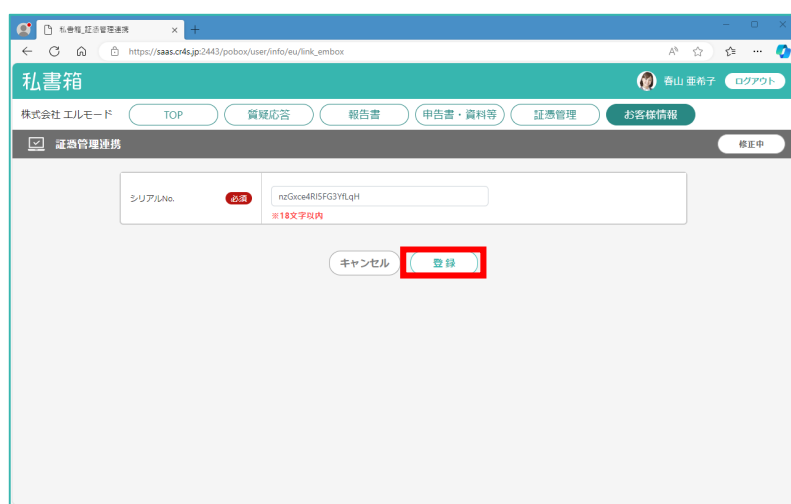 私書箱_証憑管理連携
https://saas.cr4s.jp:2443/pobox/user/info/eu/link_embox
私書箱
春山 亜希子 ログアウト
株式会社 エルモード TOP 質疑応答 報告書 申告書・資料等 証憑管理 お客様情報
証憑管理連携 修正中
シリアルNo. 必須 nzGxce4RISFG3YfLqH
※18文字以内
キャンセル 登録